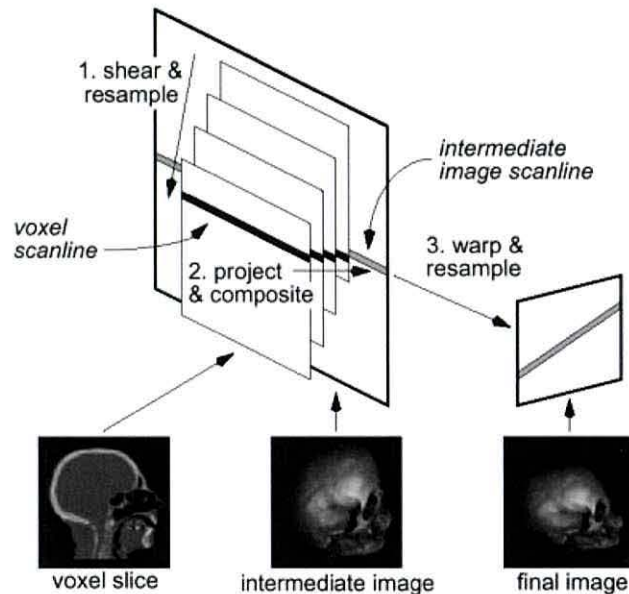 1. shear &
resample
intermediate
image scanline
voxel
scanline
2. project
& composite
3. warp &
resample
voxel slice
intermediate image
final image